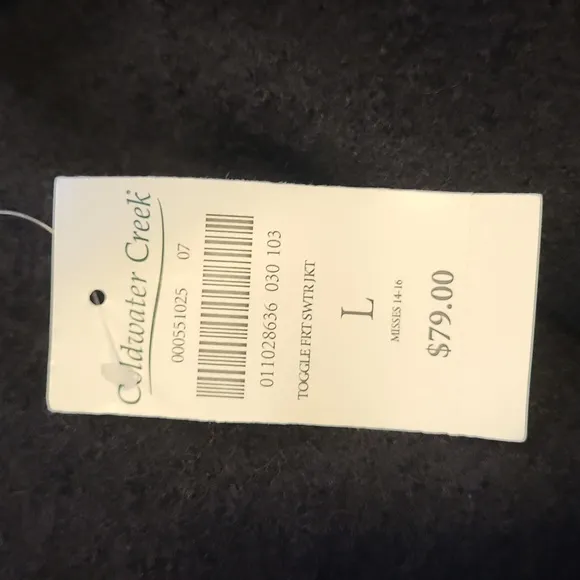 Coldwater Creek®
000551025 07
011028636 030 103
TOGGLE FRT SWTR JKT
L
MISSES 14-16
$79.00